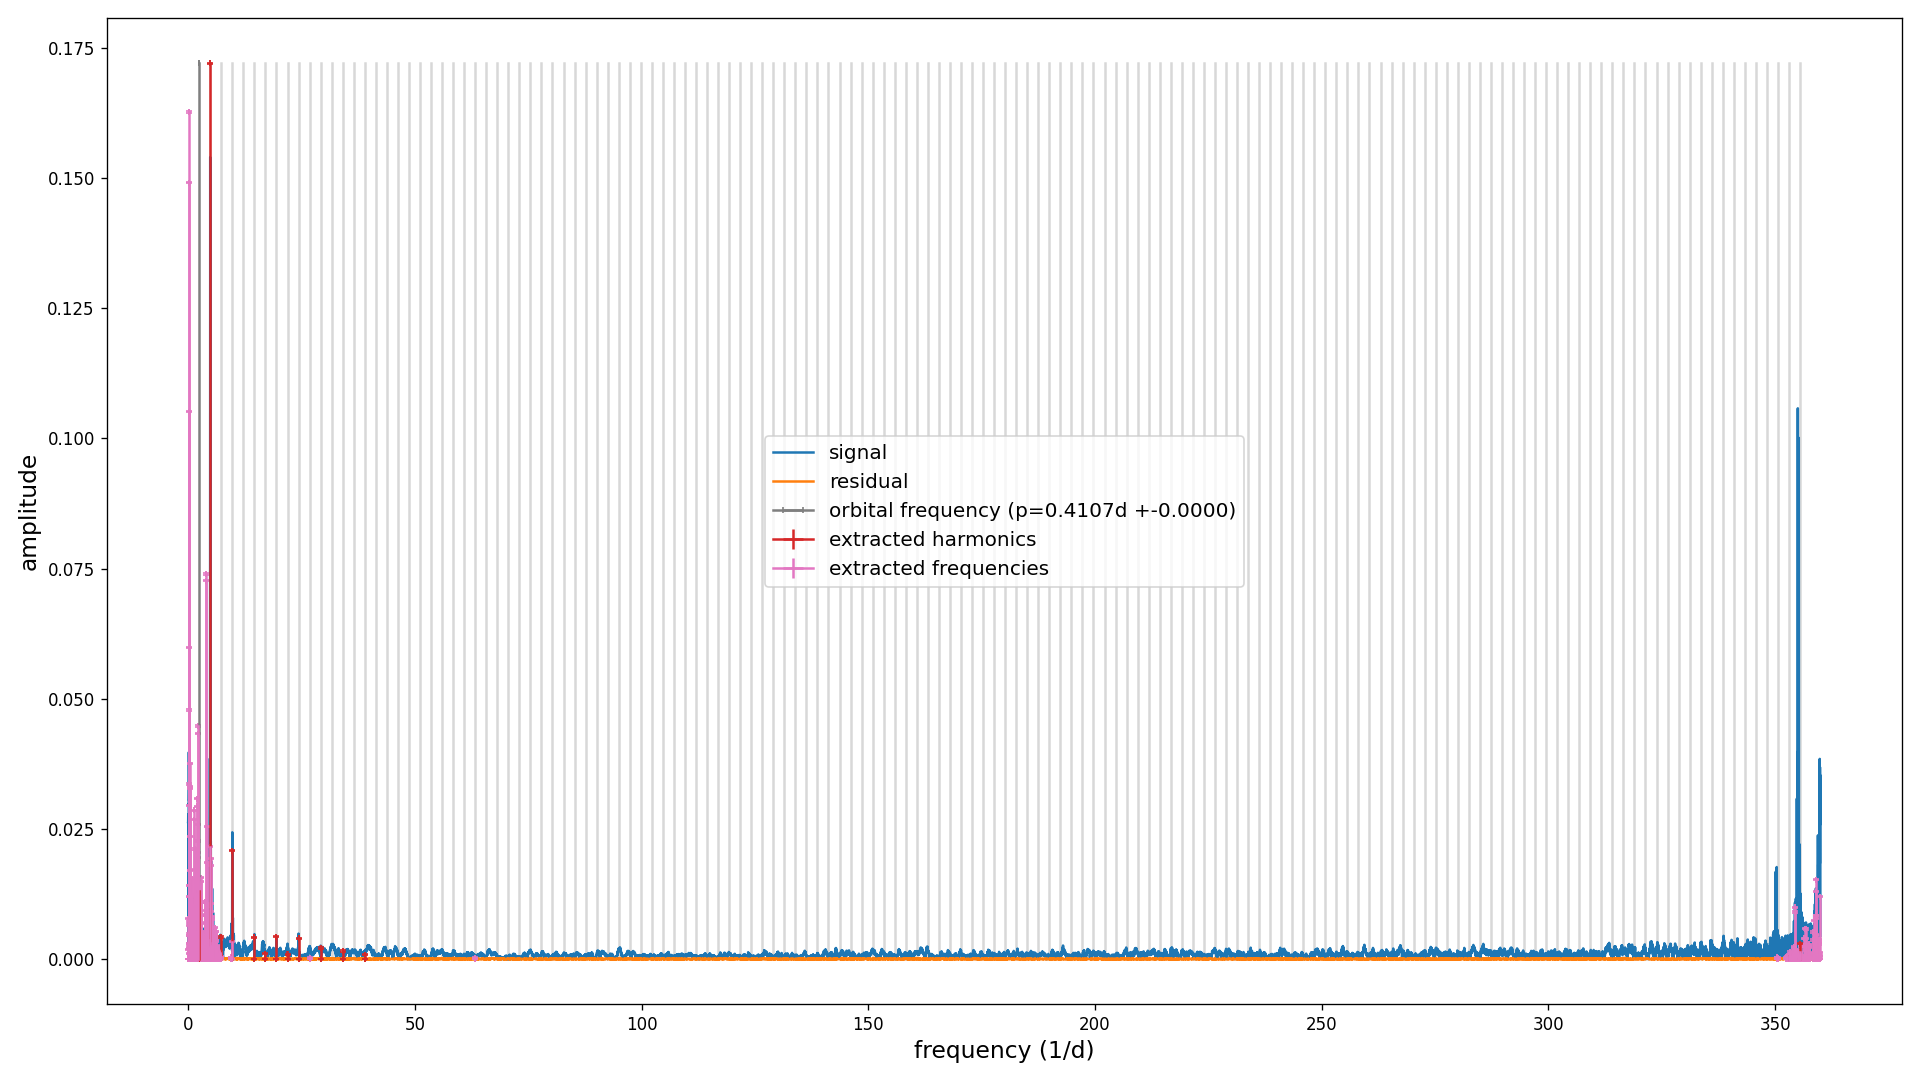 0.175
0.150
0.125
0.100
0.075
0.050
0.025
0.000
amplitude
signal
residual
orbital frequency (p=0.4107d +-0.0000)
extracted harmonics
extracted frequencies
0 50 100 150 200 250 300 350
frequency (1/d)